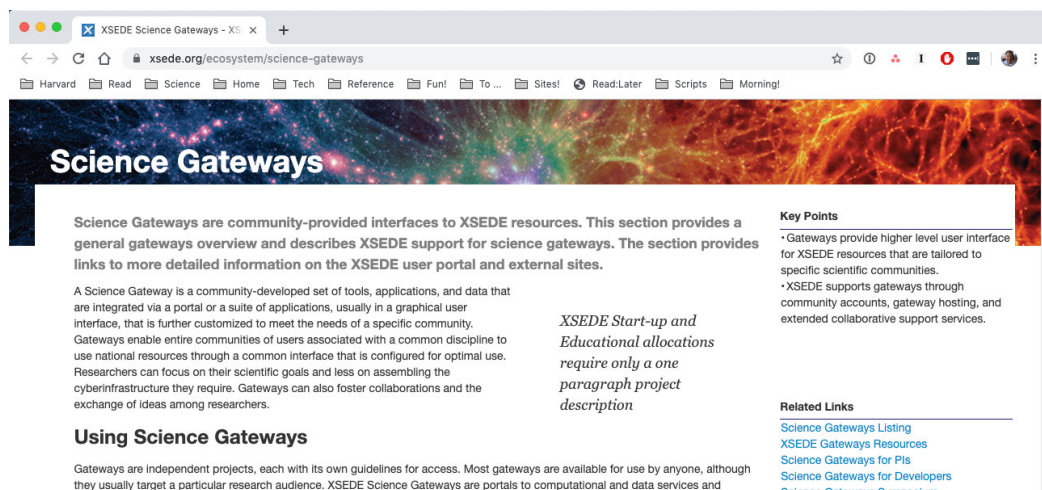 XSEDE Science Gateways - XS
xsede.org/ecosystem/science-gateways
Harvard Read Science Home Tech Reference Fun! To ... Sites! Read:Later Scripts Morning!
Science Gateways
Science Gateways are community-provided interfaces to XSEDE resources. This section provides a
general gateways overview and describes XSEDE support for science gateways. The section provides
links to more detailed information on the XSEDE user portal and external sites.
A Science Gateway is a community-developed set of tools, applications, and data that
are integrated via a portal or a suite of applications, usually in a graphical user
interface, that is further customized to meet the needs of a specific community.
Gateways enable entire communities of users associated with a common discipline to
use national resources through a common interface that is configured for optimal use.
Researchers can focus on their scientific goals and less on assembling the
cyberinfrastructure they require. Gateways can also foster collaborations and the
exchange of ideas among researchers.
XSEDE Start-up and
Educational allocations
require only a one
paragraph project
description
Using Science Gateways
Gateways are independent projects, each with its own guidelines for access. Most gateways are available for use by anyone, although
they usually target a particular research audience. XSEDE Science Gateways are portals to computational and data services and
Key Points
• Gateways provide higher level user interface
for XSEDE resources that are tailored to
specific scientific communities.
• XSEDE supports gateways through
community accounts, gateway hosting, and
extended collaborative support services.
Related Links
Science Gateways Listing
XSEDE Gateways Resources
Science Gateways for PIs
Science Gateways for Developers